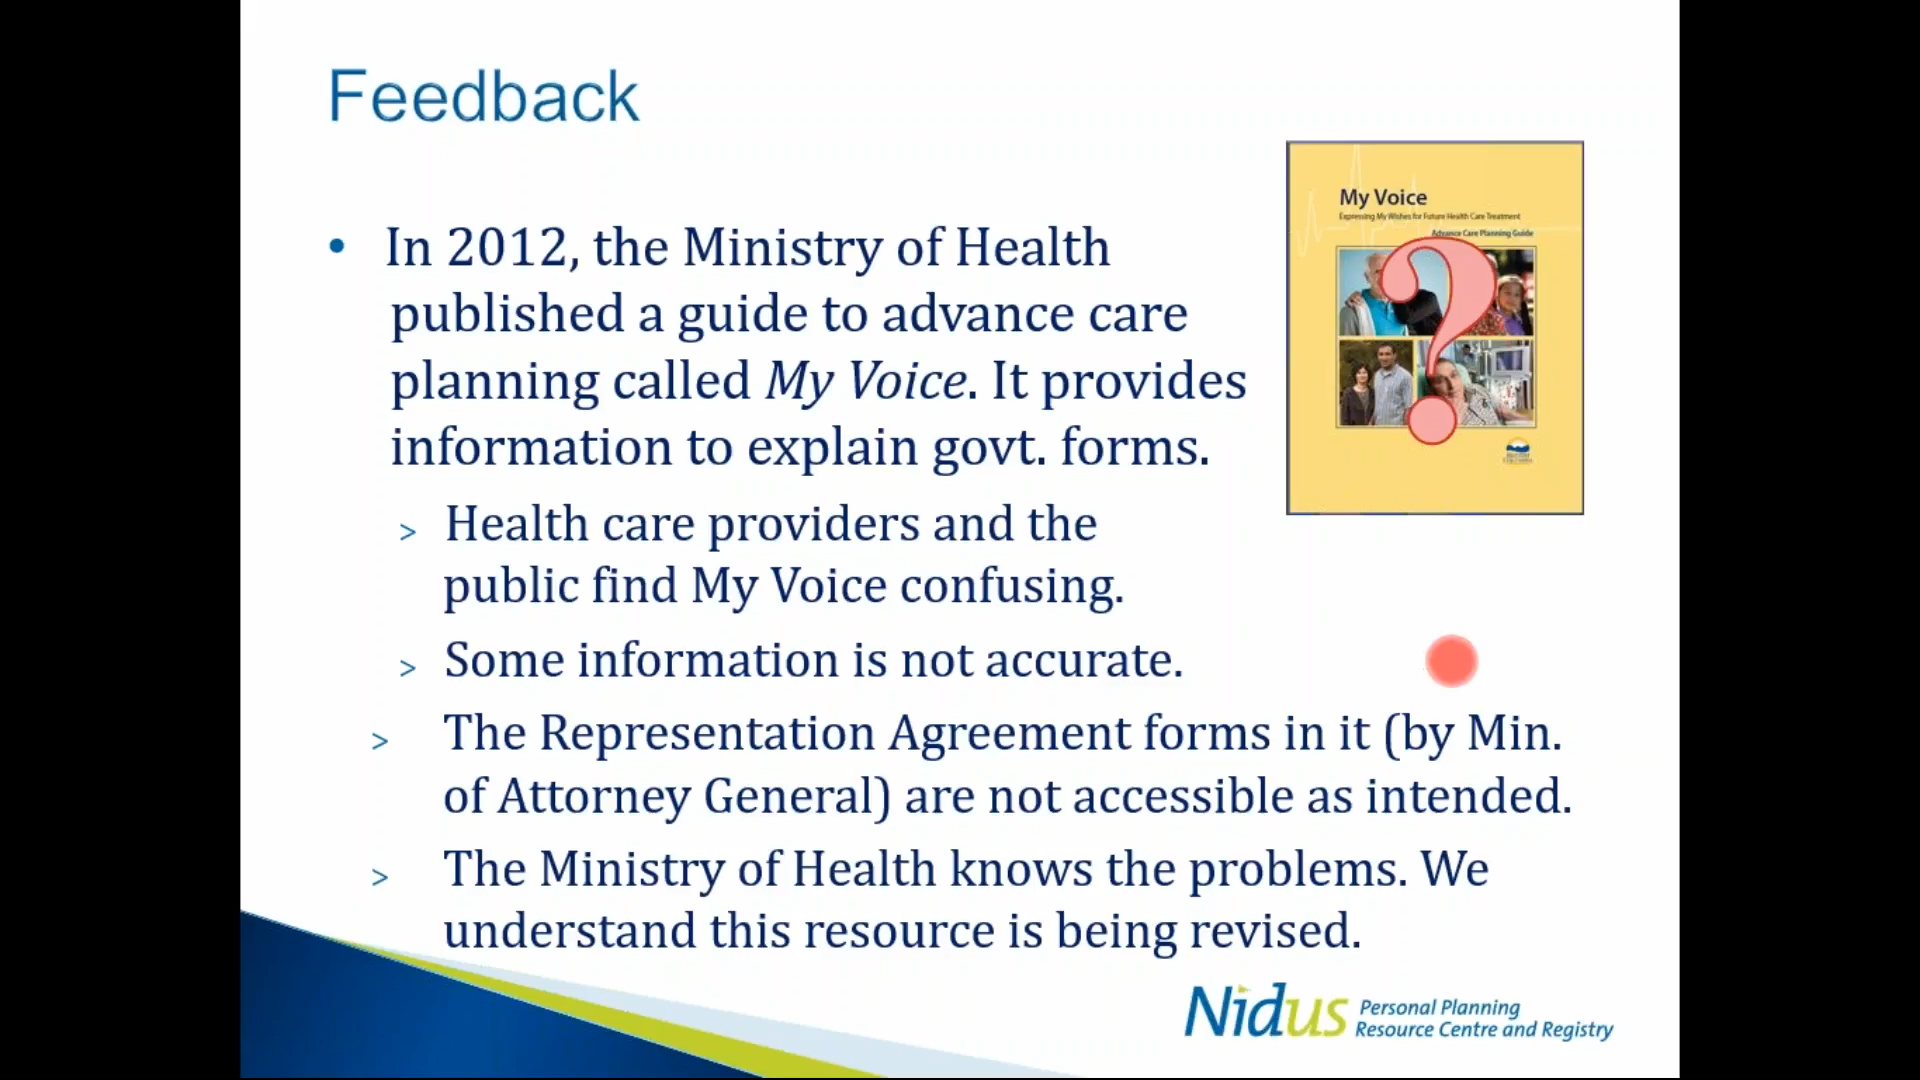 Feedback
• In 2012, the Ministry of Health
published a guide to advance care
planning called My Voice. It provides
information to explain govt. forms.
> Health care providers and the
public find My Voice confusing.
> Some information is not accurate.
> The Representation Agreement forms in it (by Min.
of Attorney General) are not accessible as intended.
> The Ministry of Health knows the problems. We
understand this resource is being revised.
My Voice
Expressing My Wishes for Future Health Care Treatment
Advance Care Planning Guide
?
Nidus Personal Planning
Resource Centre and Registry